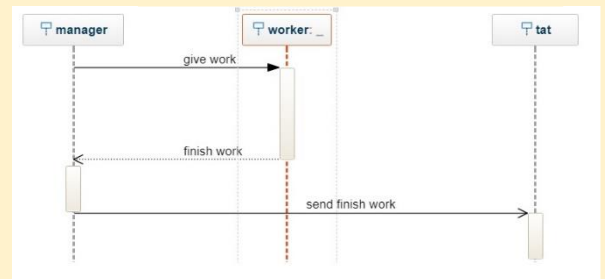 manager
worker: _
tat
give work
finish work
send finish work